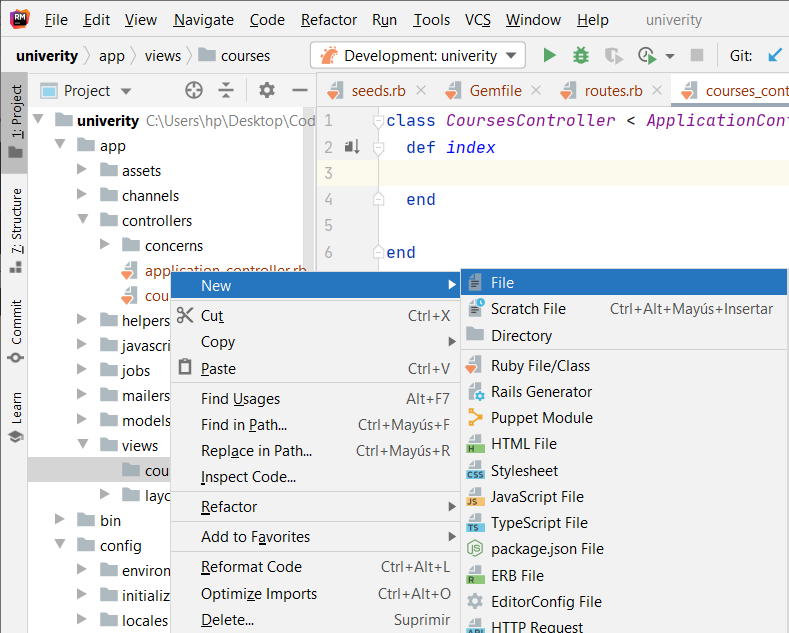 RM File Edit View Navigate Code Refactor Run Tools VCS Window Help univerity
univerity app views courses Development: univerity Git:
Project seeds.rb Gemfile routes.rb courses_cont
1: Project
7: Structure
Commit
Learn
univerity C:\Users\hp\Desktop\Cod
app
assets
channels
controllers
concerns
application_controller.rb
cou
helpers
javascri
jobs
mailers
models
views
cou
layo
bin
config
environ
initializ
locales
1 class CoursesController < ApplicationCont
2 def index
3
4 end
5
6 end
New
Cut Ctrl+X
Copy
Paste Ctrl+V
Find Usages Alt+F7
Find in Path... Ctrl+Mayús+F
Replace in Path... Ctrl+Mayús+R
Inspect Code...
Refactor
Add to Favorites
Reformat Code Ctrl+Alt+L
Optimize Imports Ctrl+Alt+O
Delete... Suprimir
File
Scratch File Ctrl+Alt+Mayús+Insertar
Directory
Ruby File/Class
Rails Generator
Puppet Module
H HTML File
CSS Stylesheet
JS JavaScript File
TS TypeScript File
JS package.json File
R ERB File
EditorConfig File
API HTTP Request